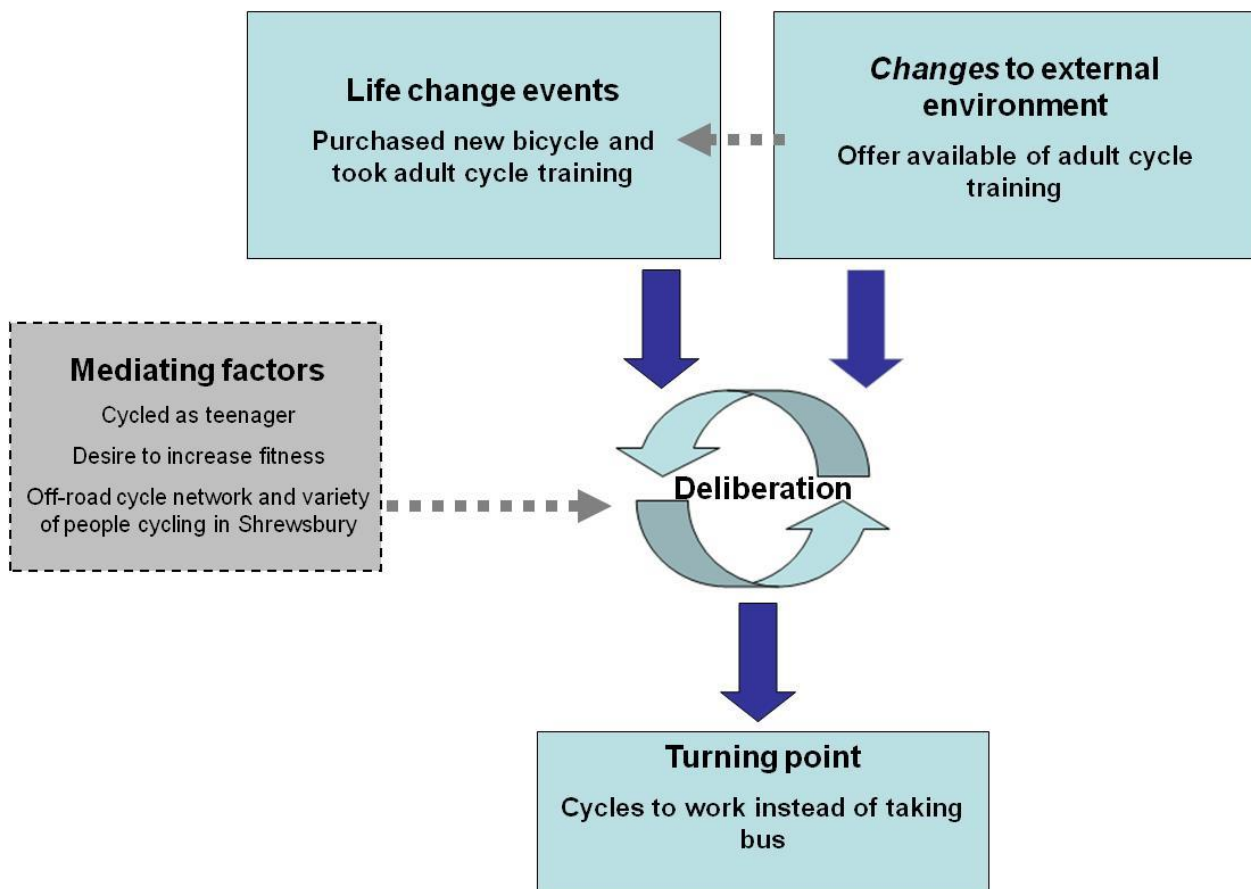 Life change events
Purchased new bicycle and
took adult cycle training
Changes to external
environment
Offer available of adult cycle
training
Mediating factors
Cycled as teenager
Desire to increase fitness
Off-road cycle network and variety
of people cycling in Shrewsbury
Deliberation
Turning point
Cycles to work instead of taking
bus